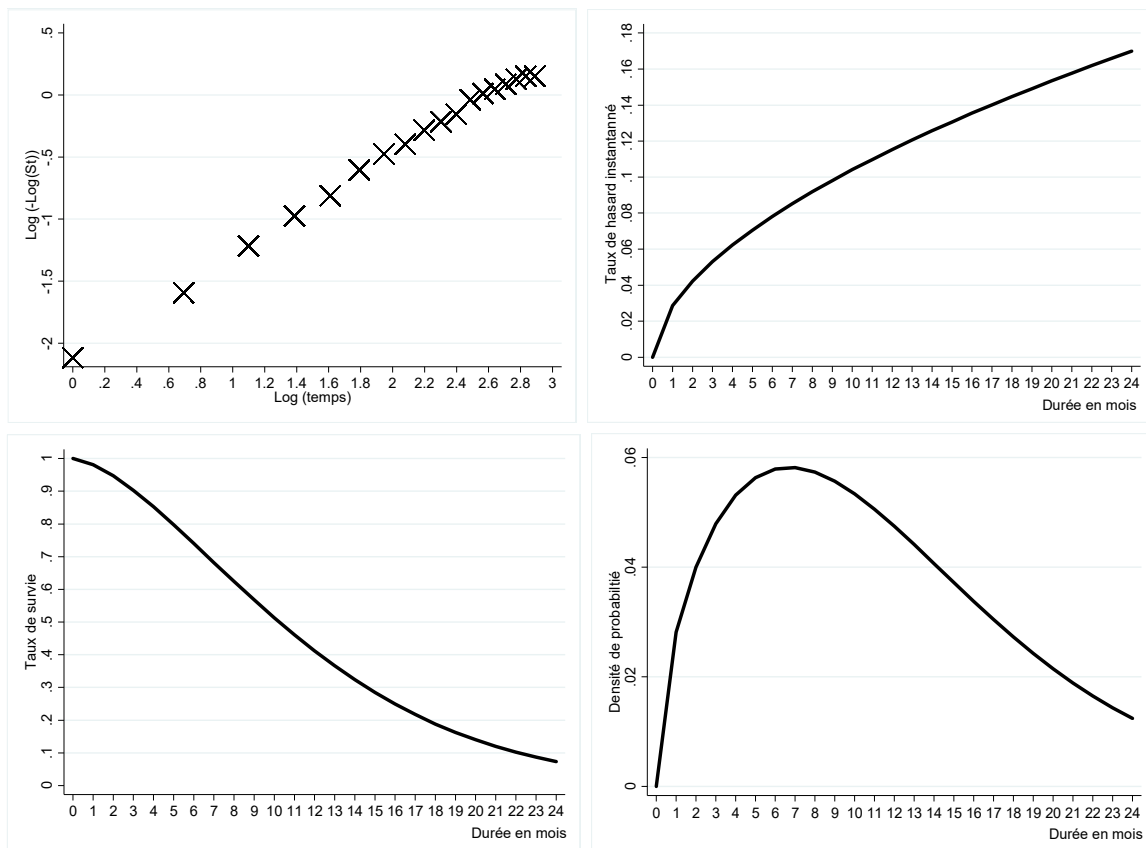 .5
0
-.5
-1
-1.5
-2
Log (-Log(St))
0 .2 .4 .6 .8 1 1.2 1.4 1.6 1.8 2 2.2 2.4 2.6 2.8 3
Log (temps)
.18
.16
.14
.12
.1
.08
.06
.04
.02
0
Taux de hasard instantanné
0 1 2 3 4 5 6 7 8 9 10 11 12 13 14 15 16 17 18 19 20 21 22 23 24
Durée en mois
1
.9
.8
.7
.6
.5
.4
.3
.2
.1
0
Taux de survie
0 1 2 3 4 5 6 7 8 9 10 11 12 13 14 15 16 17 18 19 20 21 22 23 24
Durée en mois
.06
.04
.02
0
Densité de probabiltié
0 1 2 3 4 5 6 7 8 9 10 11 12 13 14 15 16 17 18 19 20 21 22 23 24
Durée en mois